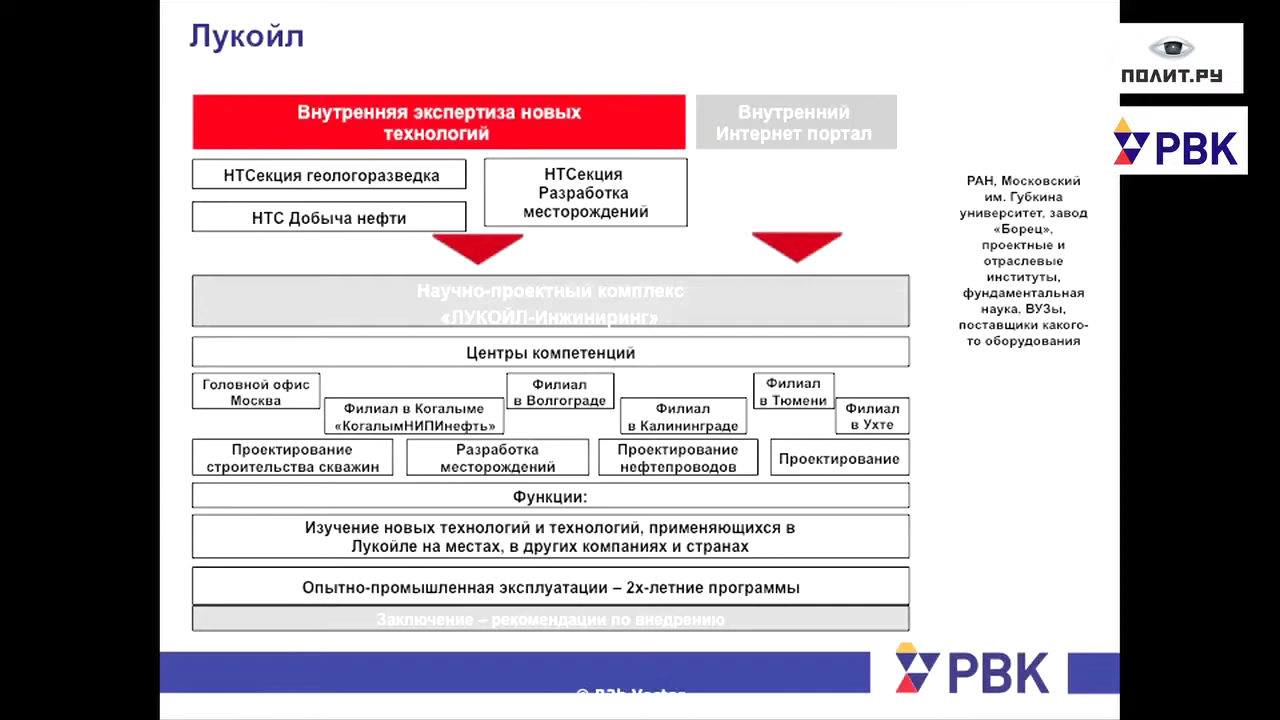 Лукойл
ПОЛИТ.РУ
РВК
Внутренняя экспертиза новых
технологий
Внутренний
Интернет портал
НТСекция геологоразведка
НТС Добыча нефти
НТСекция
Разработка
месторождений
РАН, Московский
им. Губкина
университет, завод
«Борец»,
проектные и
отраслевые
институты,
фундаментальная
наука, ВУЗы,
поставщики какого-
то оборудования
Научно-проектный комплекс
«ЛУКОЙЛ-Инжиниринг»
Центры компетенций
Головной офис
Москва
Филиал в Когалыме
«КогалымНИПИнефть»
Филиал
в Волгограде
Филиал
в Калининграде
Филиал
в Тюмени
Филиал
в Ухте
Проектирование
строительства скважин
Разработка
месторождений
Проектирование
нефтепроводов
Проектирование
Функции:
Изучение новых технологий и технологий, применяющихся в
Лукойле на местах, в других компаниях и странах
Опытно-промышленная эксплуатации – 2х-летние программы
Заключение – рекомендации по внедрению
РВК
© B2b Vector